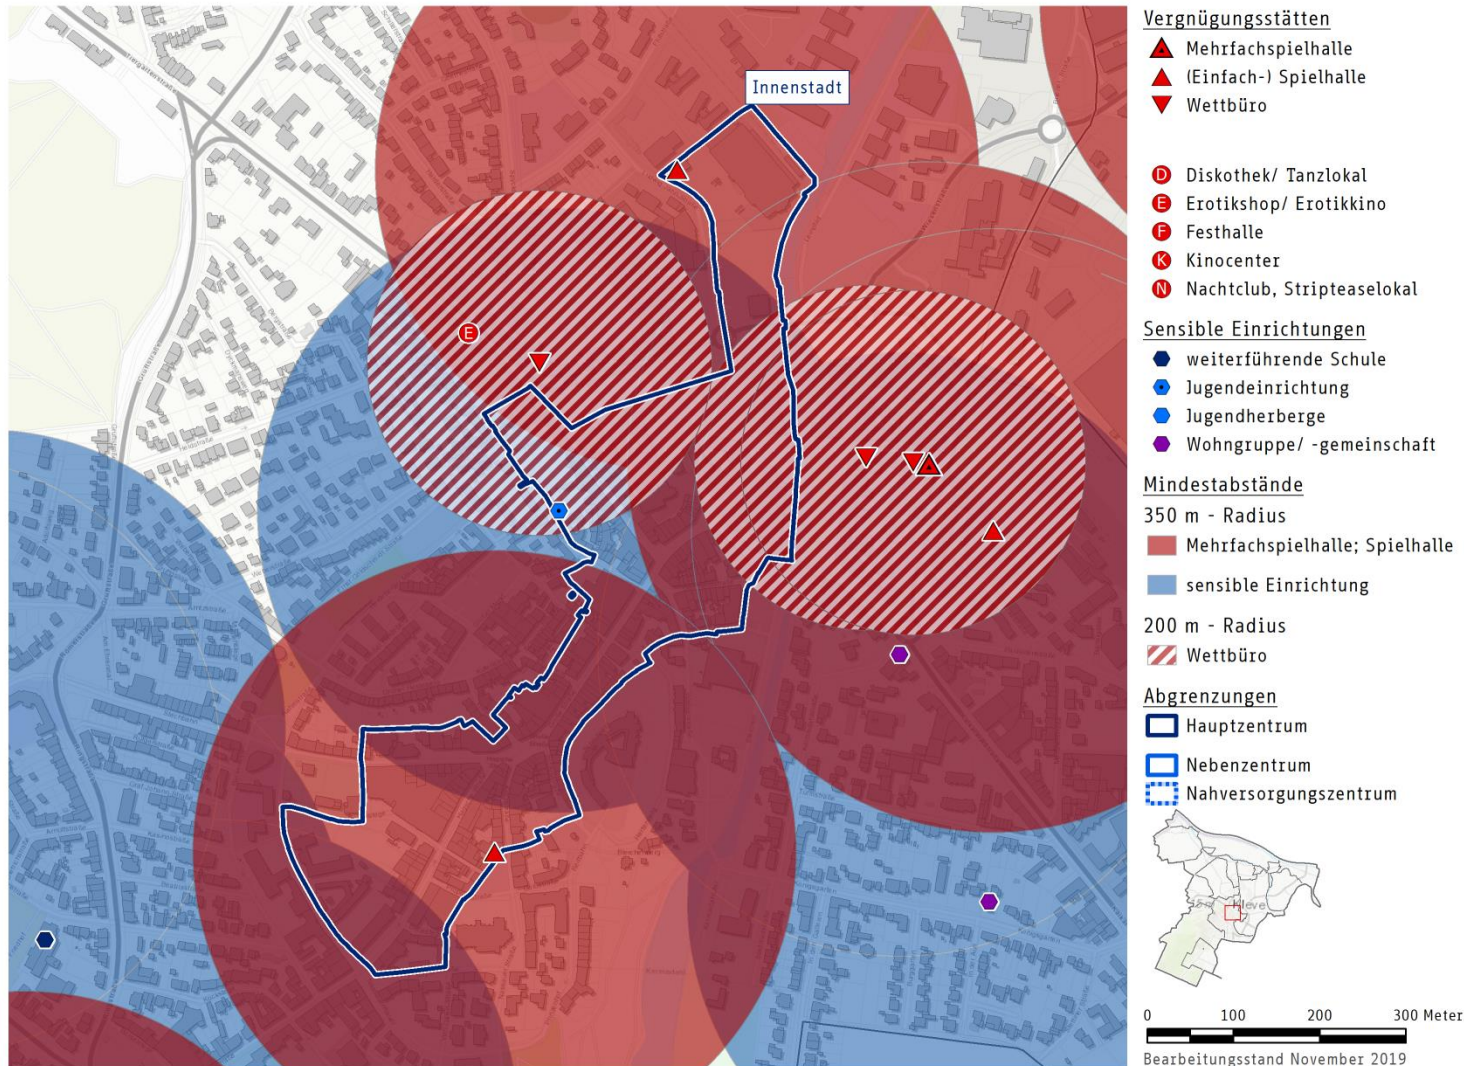 Innenstadt
E
Tiergartenstraße
Vergnügungsstätten
Mehrfachspielhalle
(Einfach-) Spielhalle
Wettbüro
D Diskothek/ Tanzlokal
E Erotikshop/ Erotikkino
F Festhalle
K Kinocenter
N Nachtclub, Stripteaselokal
Sensible Einrichtungen
weiterführende Schule
Jugendeinrichtung
Jugendherberge
Wohngruppe/ -gemeinschaft
Mindestabstände
350 m - Radius
Mehrfachspielhalle; Spielhalle
sensible Einrichtung
200 m - Radius
Wettbüro
Abgrenzungen
Hauptzentrum
Nebenzentrum
Nahversorgungszentrum
Kleve
0 100 200 300 Meter
Bearbeitungsstand November 2019